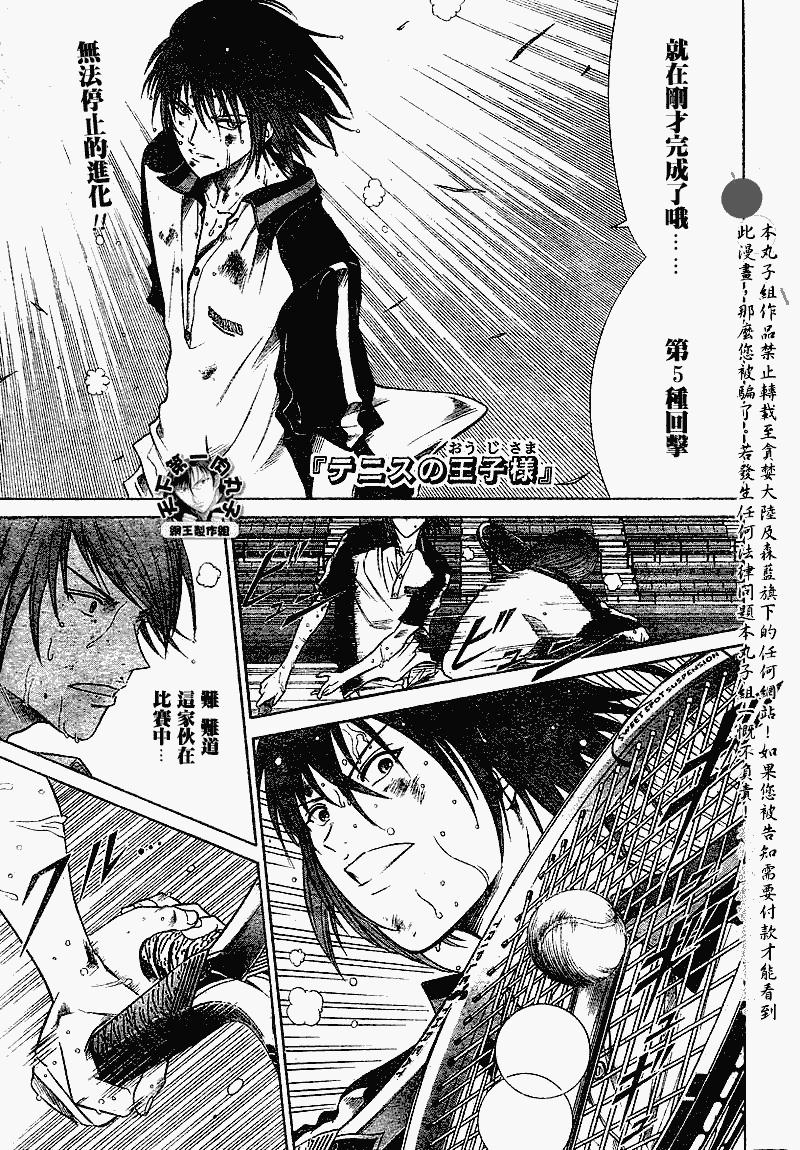 就在剛才完成了哦……
第5種回擊
無法停止的進化!!
おうじさま
『テニスの王子様』
網王製作組
難 難道
這家伙在
比賽中…
SWEET SPOT SUSPENSION
ビュ
本丸子組作品禁止轉載至貪婪大陸及森藍旗下的任何網站！如果您被告知需要付款才能看到
此漫畫！那麼您被騙了！若發生任何法律問題本丸子組一概不負責！